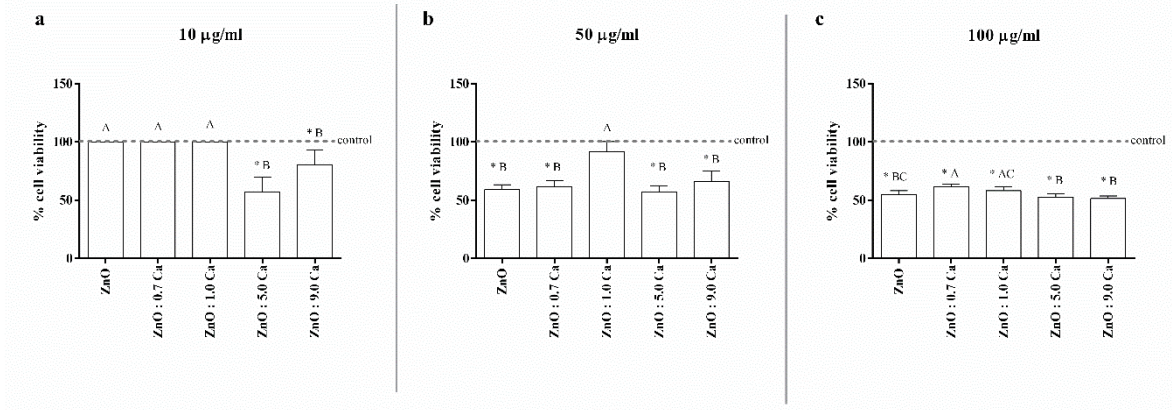 a
10 μg/ml
% cell viability
150
100
50
0
A
A
A
* B
* B
control
ZnO
ZnO : 0.7 Ca
ZnO : 1.0 Ca
ZnO : 5.0 Ca
ZnO : 9.0 Ca
b
50 μg/ml
% cell viability
150
100
50
0
* B
* B
A
* B
* B
control
ZnO
ZnO : 0.7 Ca
ZnO : 1.0 Ca
ZnO : 5.0 Ca
ZnO : 9.0 Ca
c
100 μg/ml
% cell viability
150
100
50
0
* BC
* A
* AC
* B
* B
control
ZnO
ZnO : 0.7 Ca
ZnO : 1.0 Ca
ZnO : 5.0 Ca
ZnO : 9.0 Ca